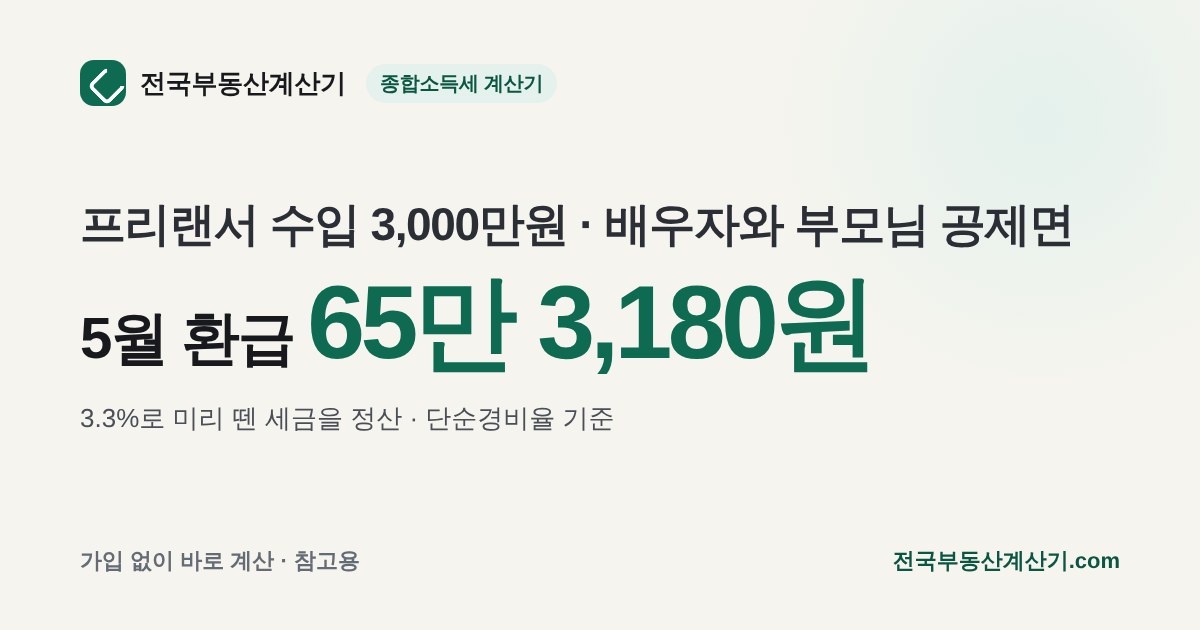 전국부동산계산기 종합소득세 계산기
프리랜서 수입 3,000만원 · 배우자와 부모님 공제면
5월 환급 65만 3,180원
3.3%로 미리 뗀 세금을 정산 · 단순경비율 기준
가입 없이 바로 계산 · 참고용 전국부동산계산기.com